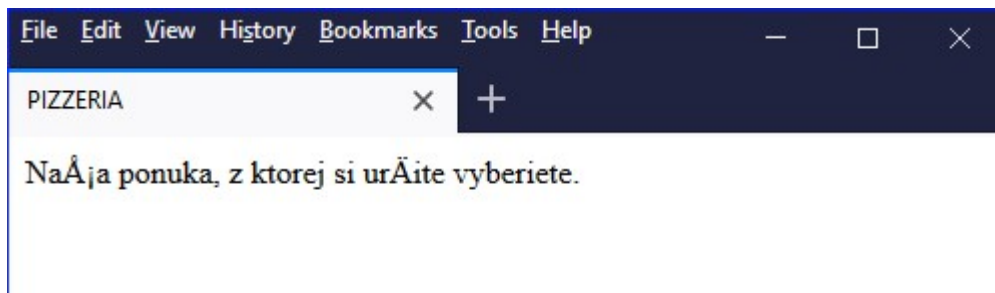 File Edit View History Bookmarks Tools Help
PIZZERIA
NaÅ¡a ponuka, z ktorej si urÄite vyberiete.